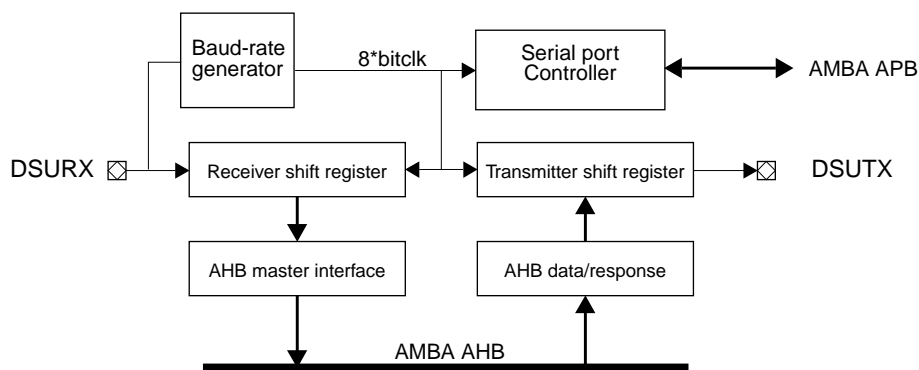 Baud-rate
generator
8*bitclk
Serial port
Controller
AMBA APB
DSURX
Receiver shift register
Transmitter shift register
DSUTX
AHB master interface
AHB data/response
AMBA AHB